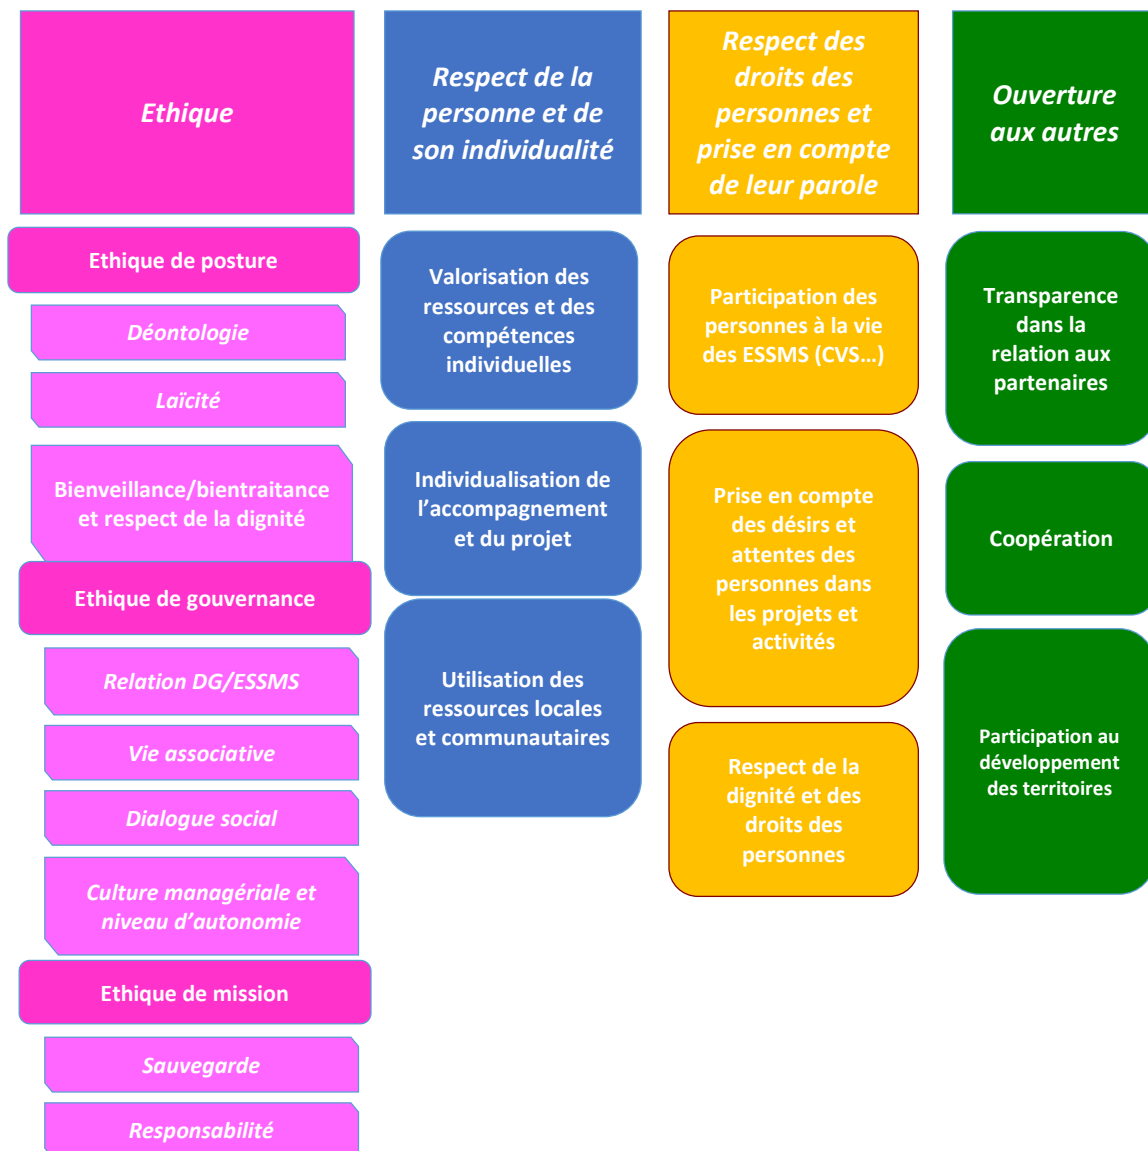 Ethique
Ethique de posture
Déontologie
Laïcité
Bienveillance/bientraitance
et respect de la dignité
Ethique de gouvernance
Relation DG/ESSMS
Vie associative
Dialogue social
Culture managériale et
niveau d’autonomie
Ethique de mission
Sauvegarde
Responsabilité
Respect de la
personne et de
son individualité
Valorisation des
ressources et des
compétences
individuelles
Individualisation de
l’accompagnement
et du projet
Utilisation des
ressources locales
et communautaires
Respect des
droits des
personnes et
prise en compte
de leur parole
Participation des
personnes à la vie
des ESSMS (CVS…)
Prise en compte
des désirs et
attentes des
personnes dans
les projets et
activités
Respect de la
dignité et des
droits des
personnes
Ouverture
aux autres
Transparence
dans la
relation aux
partenaires
Coopération
Participation au
développement
des territoires